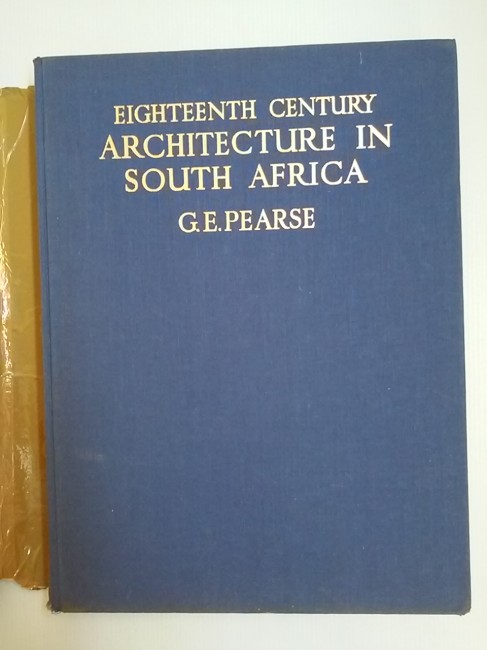 EIGHTEENTH CENTURY
ARCHITECTURE IN
SOUTH AFRICA
G.E. PEARSE